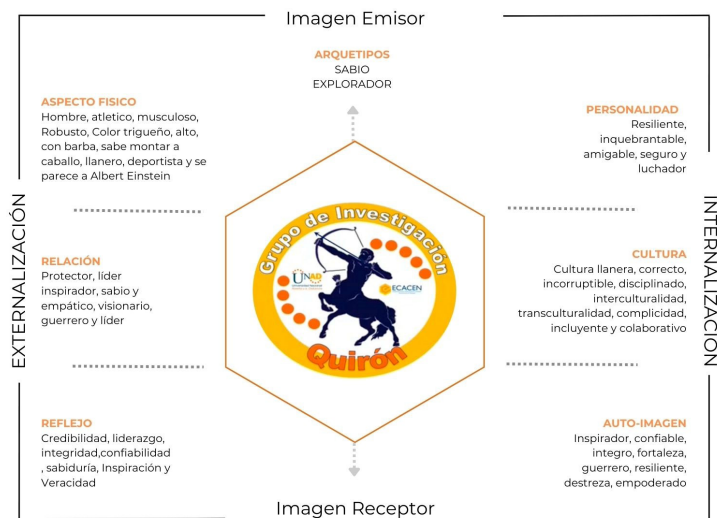 Imagen Emisor
ARQUETIPOS
SABIO
EXPLORADOR
ASPECTO FISICO
Hombre, atletico, musculoso,
Robusto, Color trigueño, alto,
con barba, sabe montar a
caballo, llanero, deportista y se
parece a Albert Einstein
PERSONALIDAD
Resiliente,
inquebrantable,
amigable, seguro y
luchador
EXTERNALIZACIÓN
INTERNALIZACION
RELACIÓN
Protector, líder
inspirador, sabio y
empático, visionario,
guerrero y líder
Grupo de Investigación
UNAD
ECACEN
Quirón
CULTURA
Cultura llanera, correcto,
incorruptible, disciplinado,
interculturalidad,
transculturalidad, complicidad,
incluyente y colaborativo
REFLEJO
Credibilidad, liderazgo,
integridad,confiabilidad
, sabiduría, Inspiración y
Veracidad
AUTO-IMAGEN
Inspirador, confiable,
integro, fortaleza,
guerrero, resiliente,
destreza, empoderado
Imagen Receptor